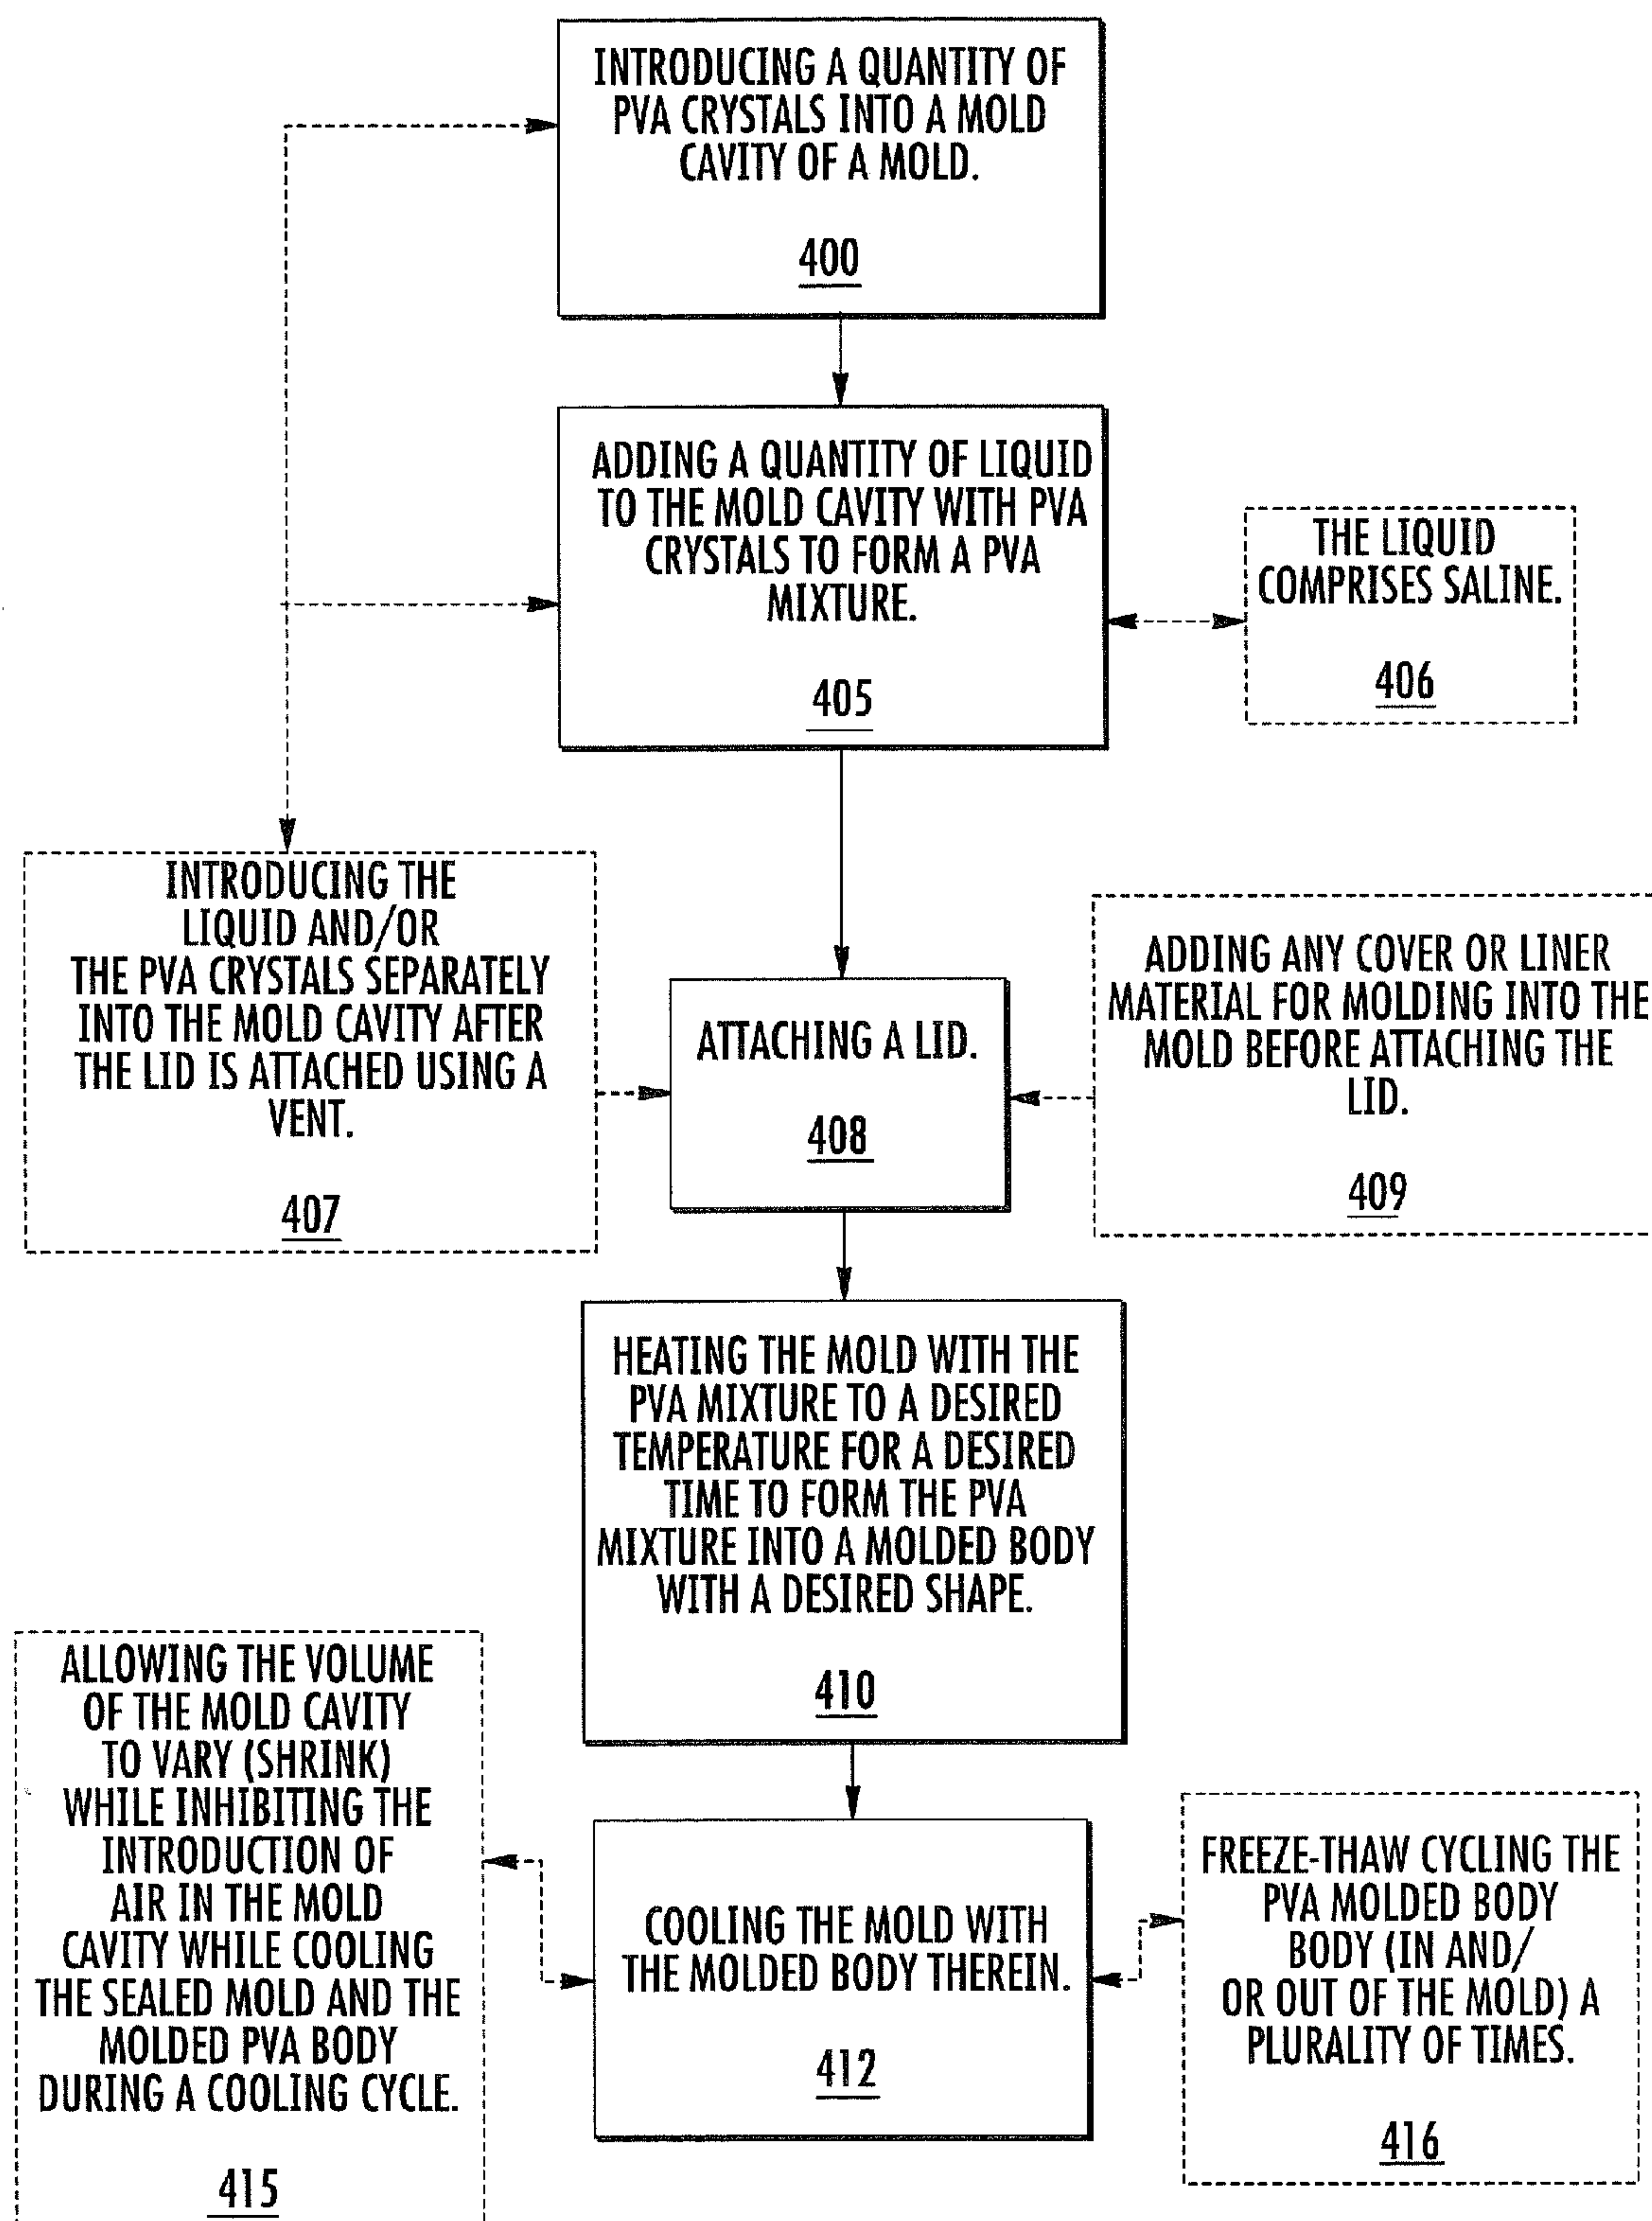 INTRODUCING A QUANTITY OF
PVA CRYSTALS INTO A MOLD
CAVITY OF A MOLD.
400
ADDING A QUANTITY OF LIQUID
TO THE MOLD CAVITY WITH PVA
CRYSTALS TO FORM A PVA
MIXTURE.
405
THE LIQUID
COMPRISES SALINE.
406
INTRODUCING THE
LIQUID AND/OR
THE PVA CRYSTALS SEPARATELY
INTO THE MOLD CAVITY AFTER
THE LID IS ATTACHED USING A
VENT.
407
ATTACHING A LID.
408
ADDING ANY COVER OR LINER
MATERIAL FOR MOLDING INTO THE
MOLD BEFORE ATTACHING THE
LID.
409
HEATING THE MOLD WITH THE
PVA MIXTURE TO A DESIRED
TEMPERATURE FOR A DESIRED
TIME TO FORM THE PVA
MIXTURE INTO A MOLDED BODY
WITH A DESIRED SHAPE.
410
ALLOWING THE VOLUME
OF THE MOLD CAVITY
TO VARY (SHRINK)
WHILE INHIBITING THE
INTRODUCTION OF
AIR IN THE MOLD
CAVITY WHILE COOLING
THE SEALED MOLD AND THE
MOLDED PVA BODY
DURING A COOLING CYCLE.
415
COOLING THE MOLD WITH
THE MOLDED BODY THEREIN.
412
FREEZE-THAW CYCLING THE
PVA MOLDED BODY
BODY (IN AND/
OR OUT OF THE MOLD) A
PLURALITY OF TIMES.
416